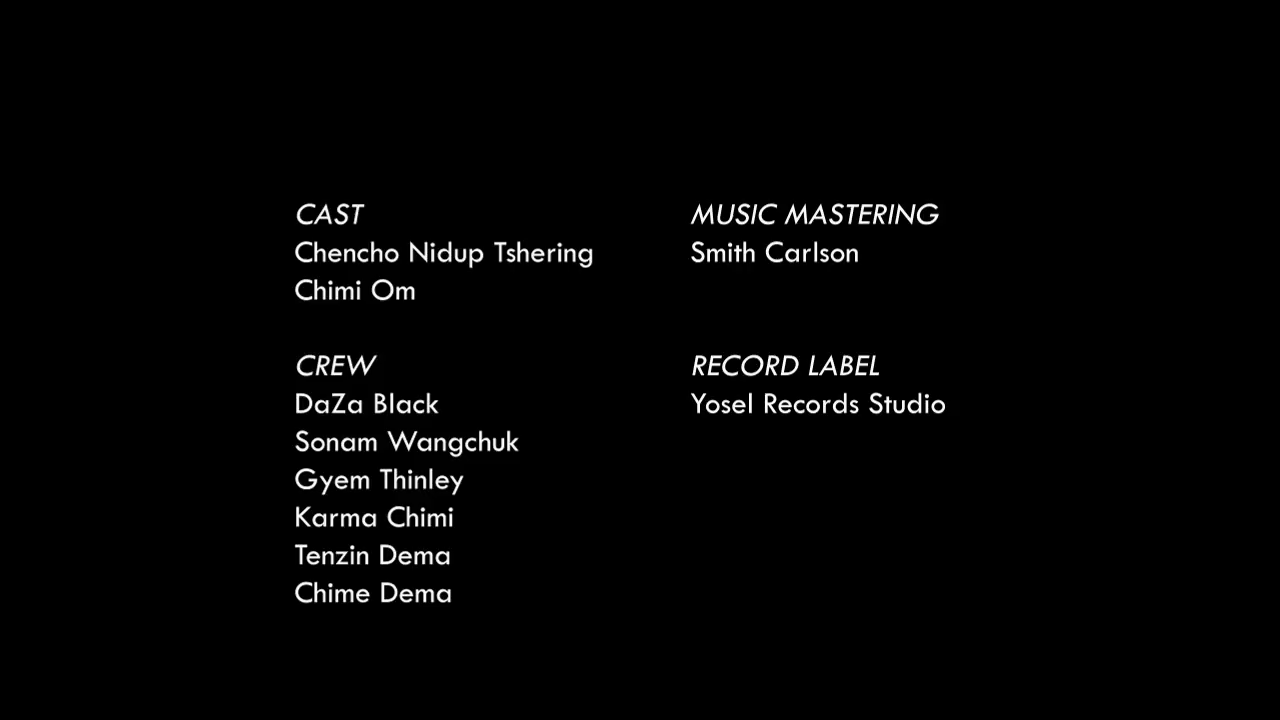 CAST
Chencho Nidup Tshering
Chimi Om
CREW
DaZa Black
Sonam Wangchuk
Gyem Thinley
Karma Chimi
Tenzin Dema
Chime Dema
MUSIC MASTERING
Smith Carlson
RECORD LABEL
Yosel Records Studio